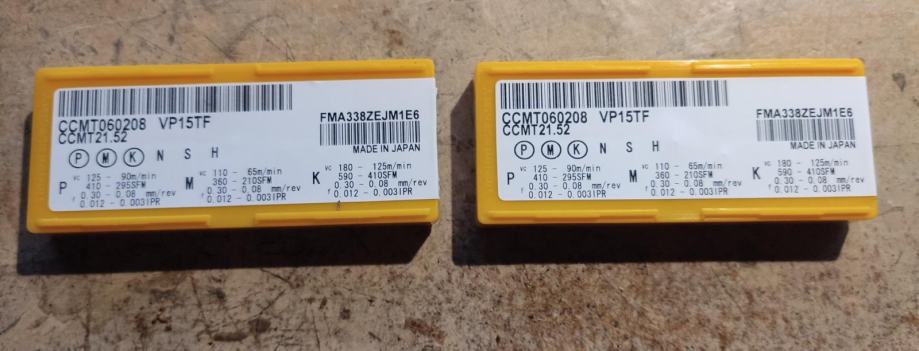 CCMT060208 VP15TF
CCMT21.52
FMA338ZEJM1E6
MADE IN JAPAN
P M K N S H
P vc 125 - 90m/min
410 - 295SFM
f 0.30 - 0.08 mm/rev
f 0.012 - 0.003IPR
M vc 110 - 65m/min
360 - 210SFM
f 0.30 - 0.08 mm/rev
f 0.012 - 0.003IPR
K vc 180 - 125m/min
590 - 410SFM
f 0.30 - 0.08 mm/rev
f 0.012 - 0.003IPR
CCMT060208 VP15TF
CCMT21.52
FMA338ZEJM1E6
MADE IN JAPAN
P M K N S H
P vc 125 - 90m/min
410 - 295SFM
f 0.30 - 0.08 mm/rev
f 0.012 - 0.003IPR
M vc 110 - 65m/min
360 - 210SFM
f 0.30 - 0.08 mm/rev
f 0.012 - 0.003IPR
K vc 180 - 125m/min
590 - 410SFM
f 0.30 - 0.08 mm/rev
f 0.012 - 0.003IPR